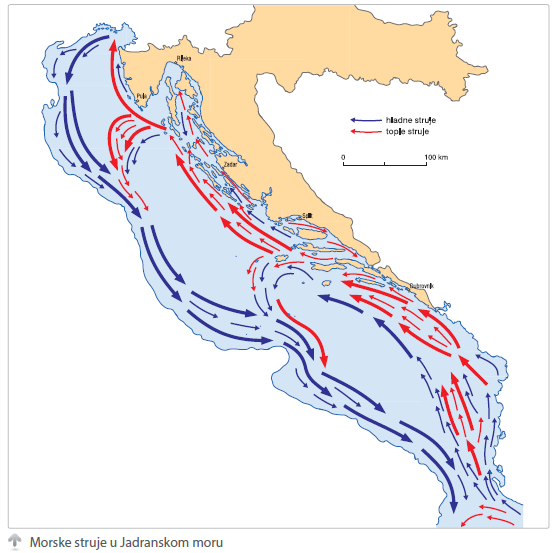 Rijeka
Pula
Zadar
Split
Dubrovnik
hladne struje
tople struje
0 100 km
Morske struje u Jadranskom moru